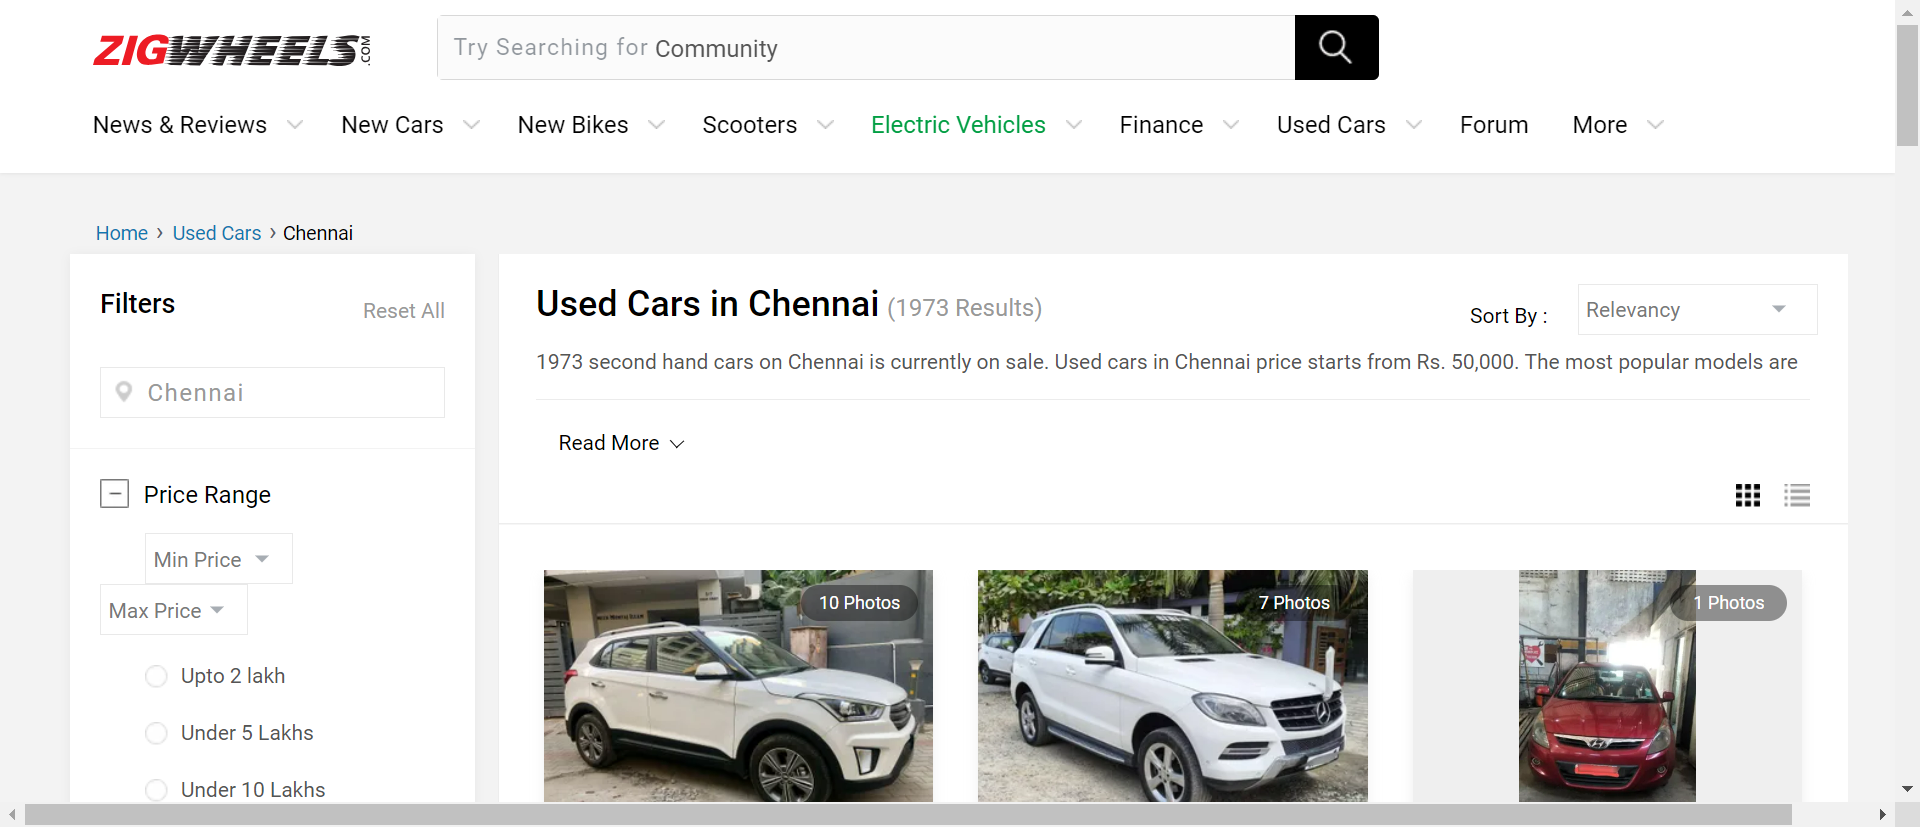 ZIGWHEELS.COM
Try Searching for Community
News & Reviews
New Cars
New Bikes
Scooters
Electric Vehicles
Finance
Used Cars
Forum
More
Home › Used Cars › Chennai
Filters
Reset All
Chennai
Price Range
Min Price
Max Price
Upto 2 lakh
Under 5 Lakhs
Under 10 Lakhs
Used Cars in Chennai (1973 Results)
Sort By :
Relevancy
1973 second hand cars on Chennai is currently on sale. Used cars in Chennai price starts from Rs. 50,000. The most popular models are
Read More
10 Photos
7 Photos
1 Photos